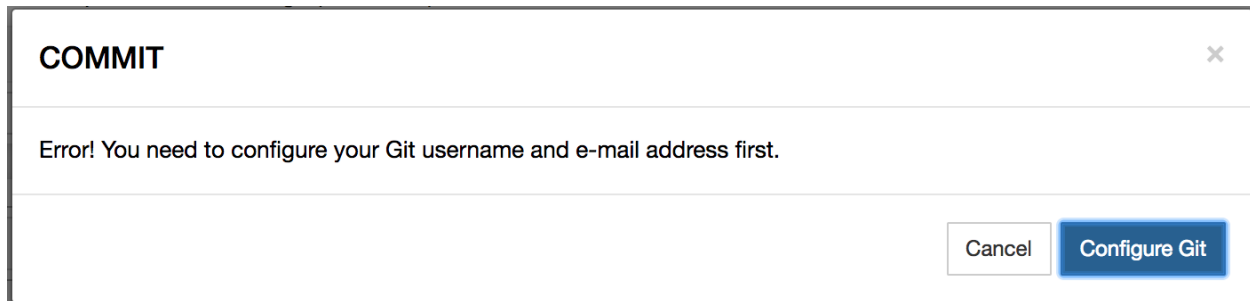 COMMIT
×
Error! You need to configure your Git username and e-mail address first.
Cancel
Configure Git